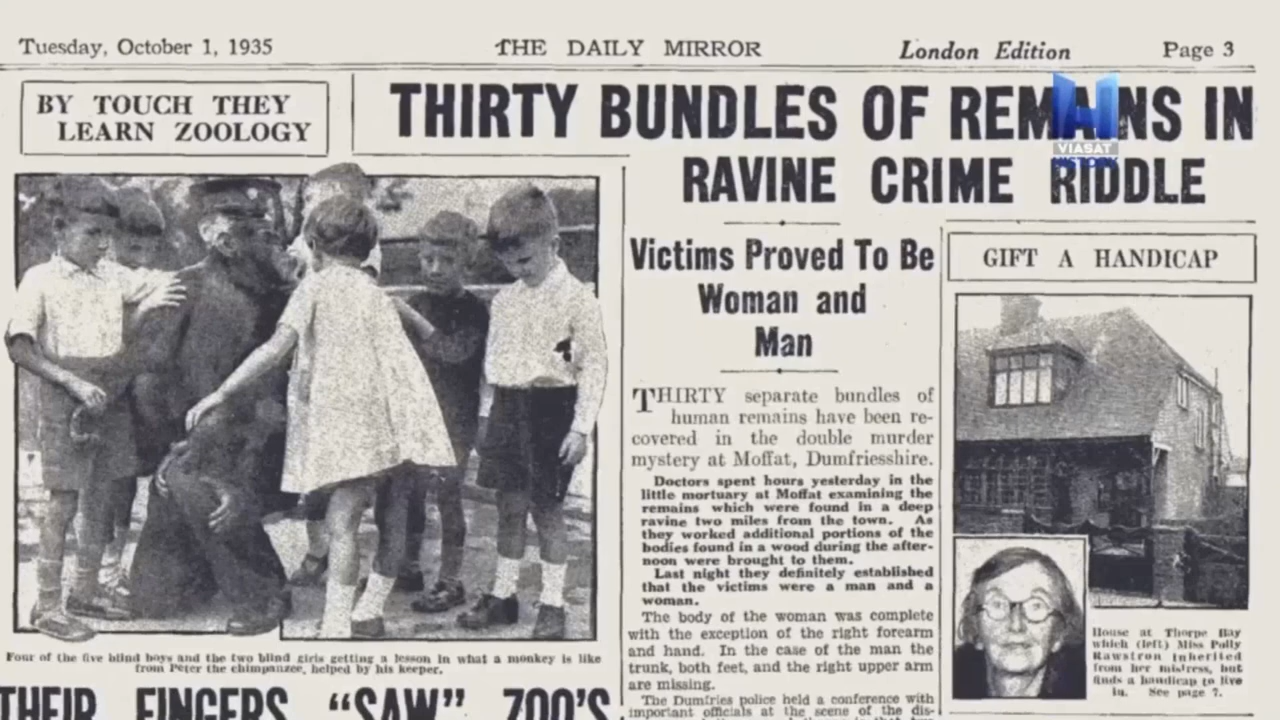 Tuesday, October 1, 1935
THE DAILY MIRROR
London Edition
Page 3
BY TOUCH THEY
LEARN ZOOLOGY
THIRTY BUNDLES OF REMAINS IN
RAVINE CRIME RIDDLE
VIASAT
HISTORY
Four of the five blind boys and the two blind girls getting a lesson in what a monkey is like
from Peter the chimpanzee, helped by his keeper.
THEIR FINGERS "SAW" ZOO'S
Victims Proved To Be
Woman and
Man
THIRTY separate bundles of
human remains have been re-
covered in the double murder
mystery at Moffat, Dumfriesshire.
Doctors spent hours yesterday in the
little mortuary at Moffat examining the
remains which were found in a deep
ravine two miles from the town. As
they worked additional portions of the
bodies found in a wood during the after-
noon were brought to them.
Last night they definitely established
that the victims were a man and a
woman.
The body of the woman was complete
with the exception of the right forearm
and hand. In the case of the man the
trunk, both feet, and the right upper arm
are missing.
The Dumfries police held a conference with
important officials at the scene of the dis-
GIFT A HANDICAP
House at Thorpe Bay
which (left) Miss Polly
Rawstron inherited
from her mistress, but
finds a handicap to live
in. See page 7.